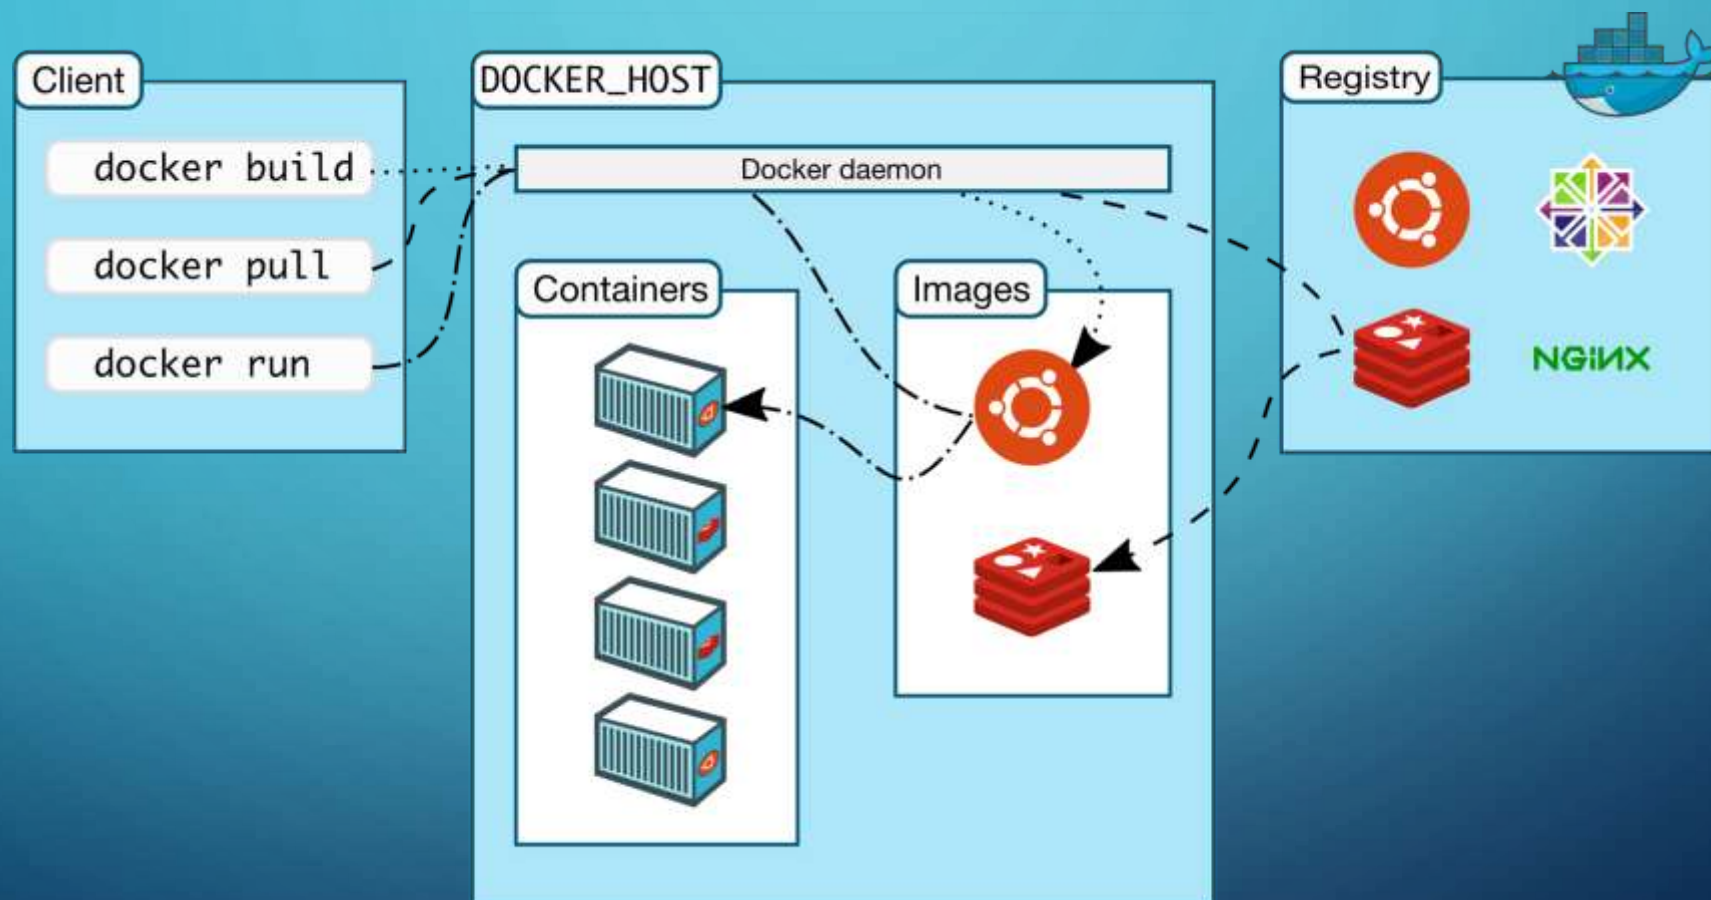 Client
docker build
docker pull
docker run
DOCKER_HOST
Docker daemon
Containers
Images
Registry
NGiNX